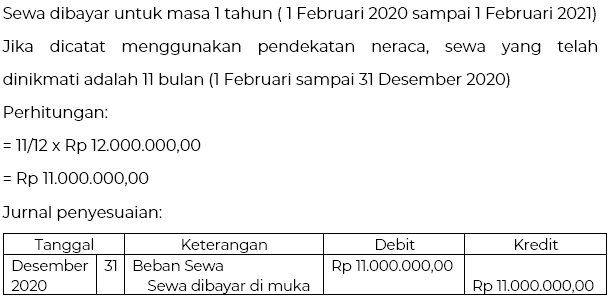 Sewa dibayar untuk masa 1 tahun ( 1 Februari 2020 sampai 1 Februari 2021)
Jika dicatat menggunakan pendekatan neraca, sewa yang telah
dinikmati adalah 11 bulan (1 Februari sampai 31 Desember 2020)
Perhitungan:
= 11/12 x Rp 12.000.000,00
= Rp 11.000.000,00
Jurnal penyesuaian:
Tanggal Keterangan Debit Kredit
Desember 31 Beban Sewa Rp 11.000.000,00
2020 Sewa dibayar di muka Rp 11.000.000,00